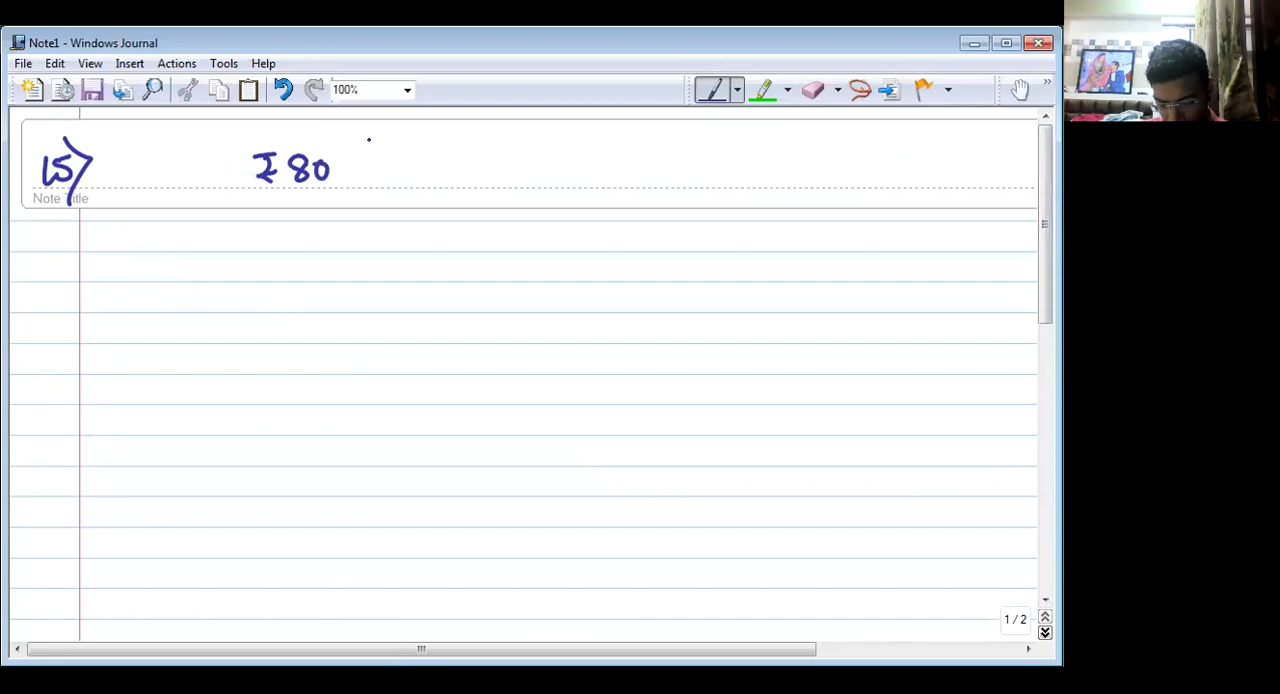 Note1 - Windows Journal
File Edit View Insert Actions Tools Help
100%
15) ₹ 80
Note Title
1 / 2